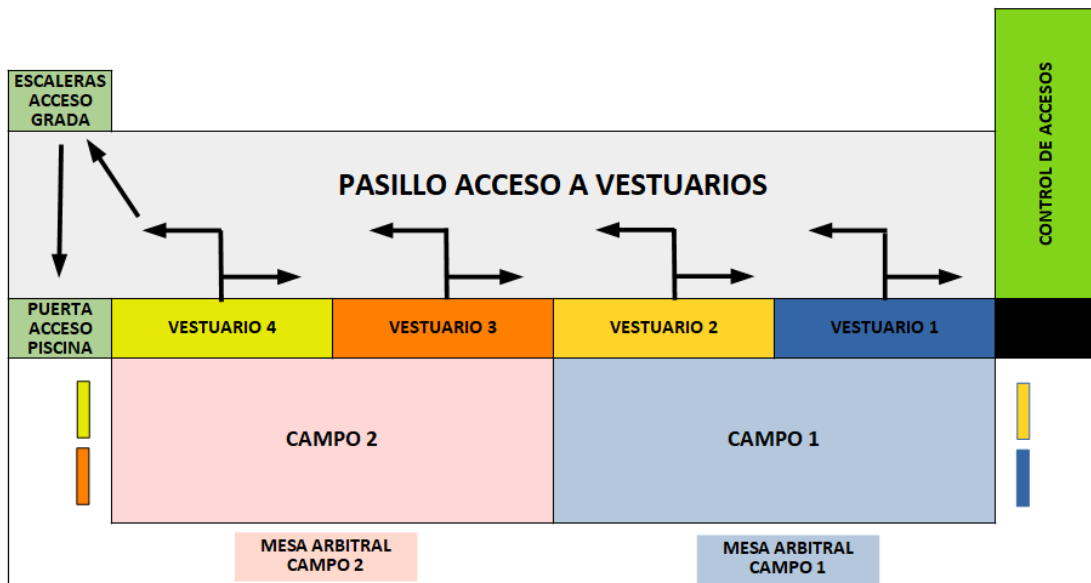 ESCALERAS
ACCESO
GRADA
CONTROL DE ACCESOS
PASILLO ACCESO A VESTUARIOS
PUERTA
ACCESO
PISCINA
VESTUARIO 4
VESTUARIO 3
VESTUARIO 2
VESTUARIO 1
CAMPO 2
CAMPO 1
MESA ARBITRAL
CAMPO 2
MESA ARBITRAL
CAMPO 1